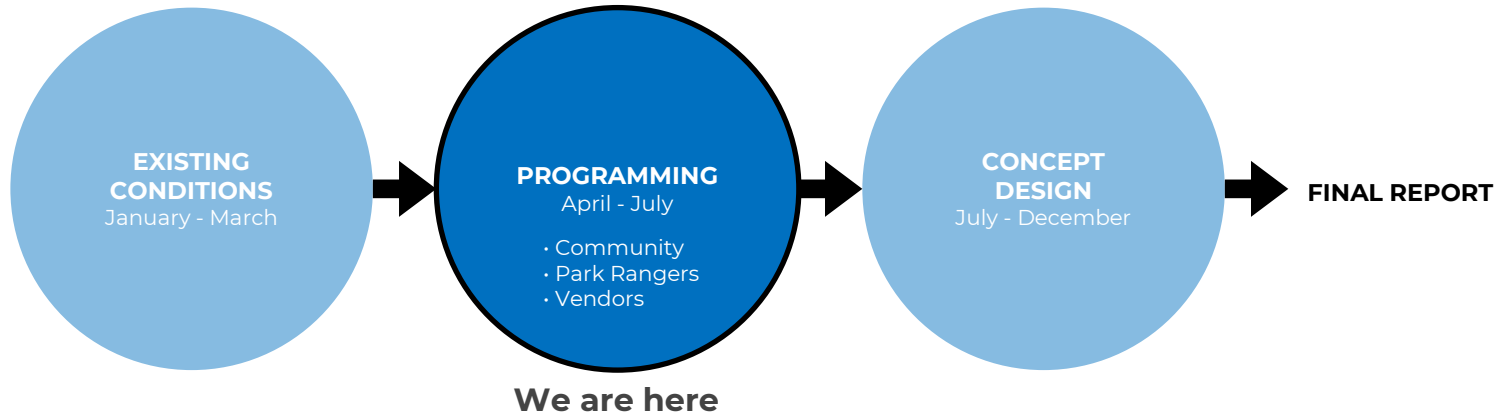 EXISTING
CONDITIONS
January - March
PROGRAMMING
April - July
• Community
• Park Rangers
• Vendors
We are here
CONCEPT
DESIGN
July - December
FINAL REPORT